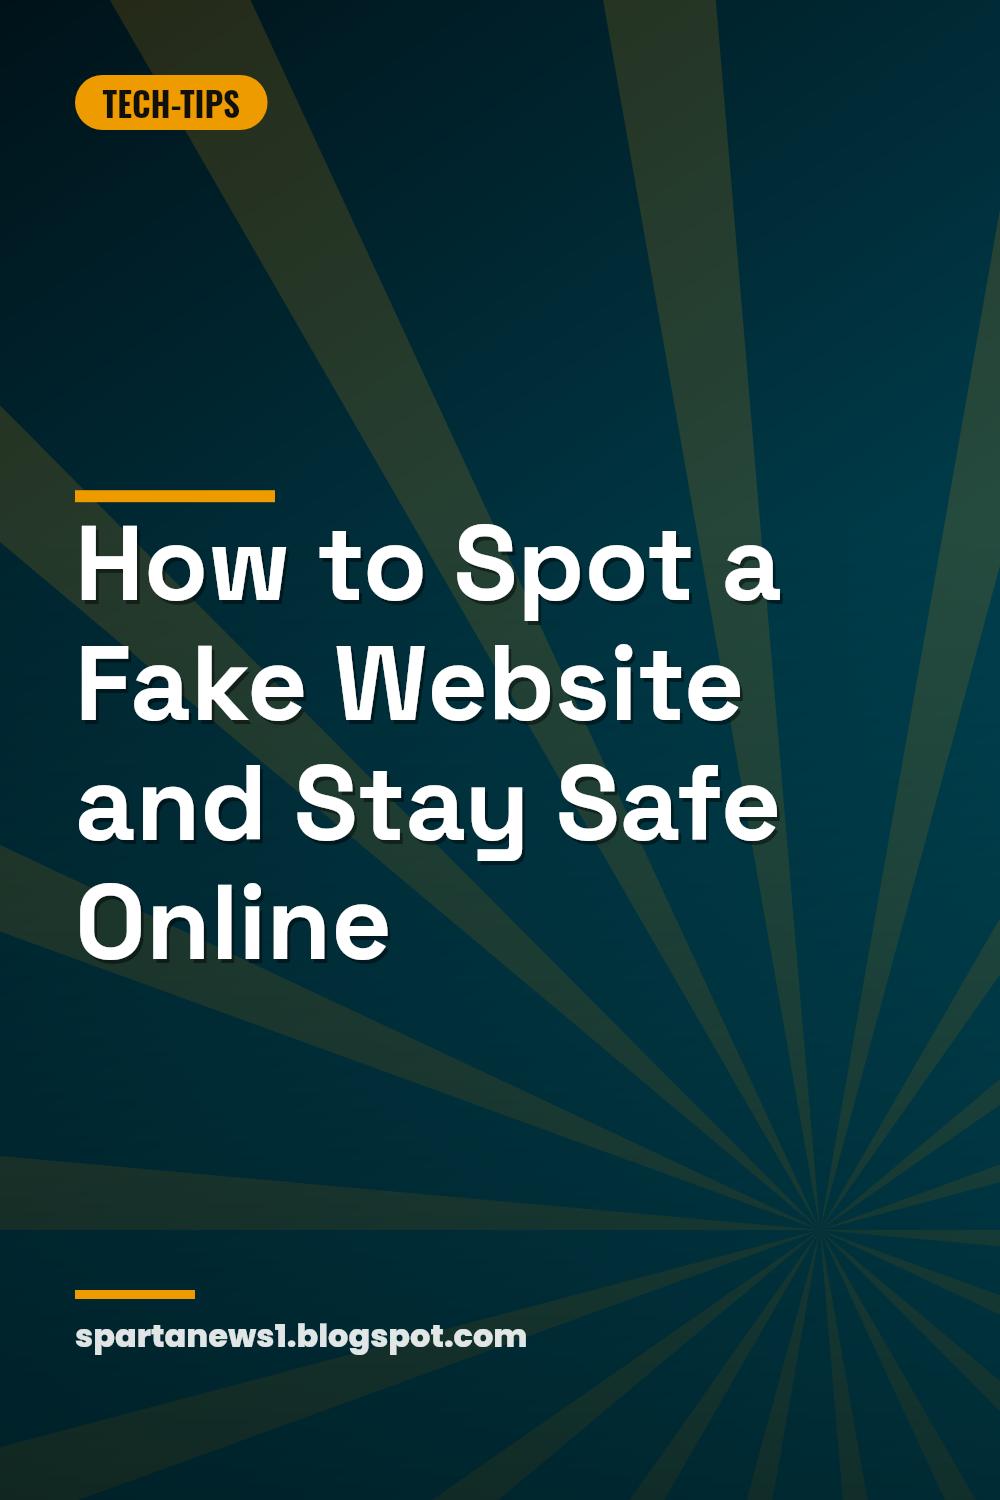 TECH-TIPS
How to Spot a
Fake Website
and Stay Safe
Online
spartanews1.blogspot.com